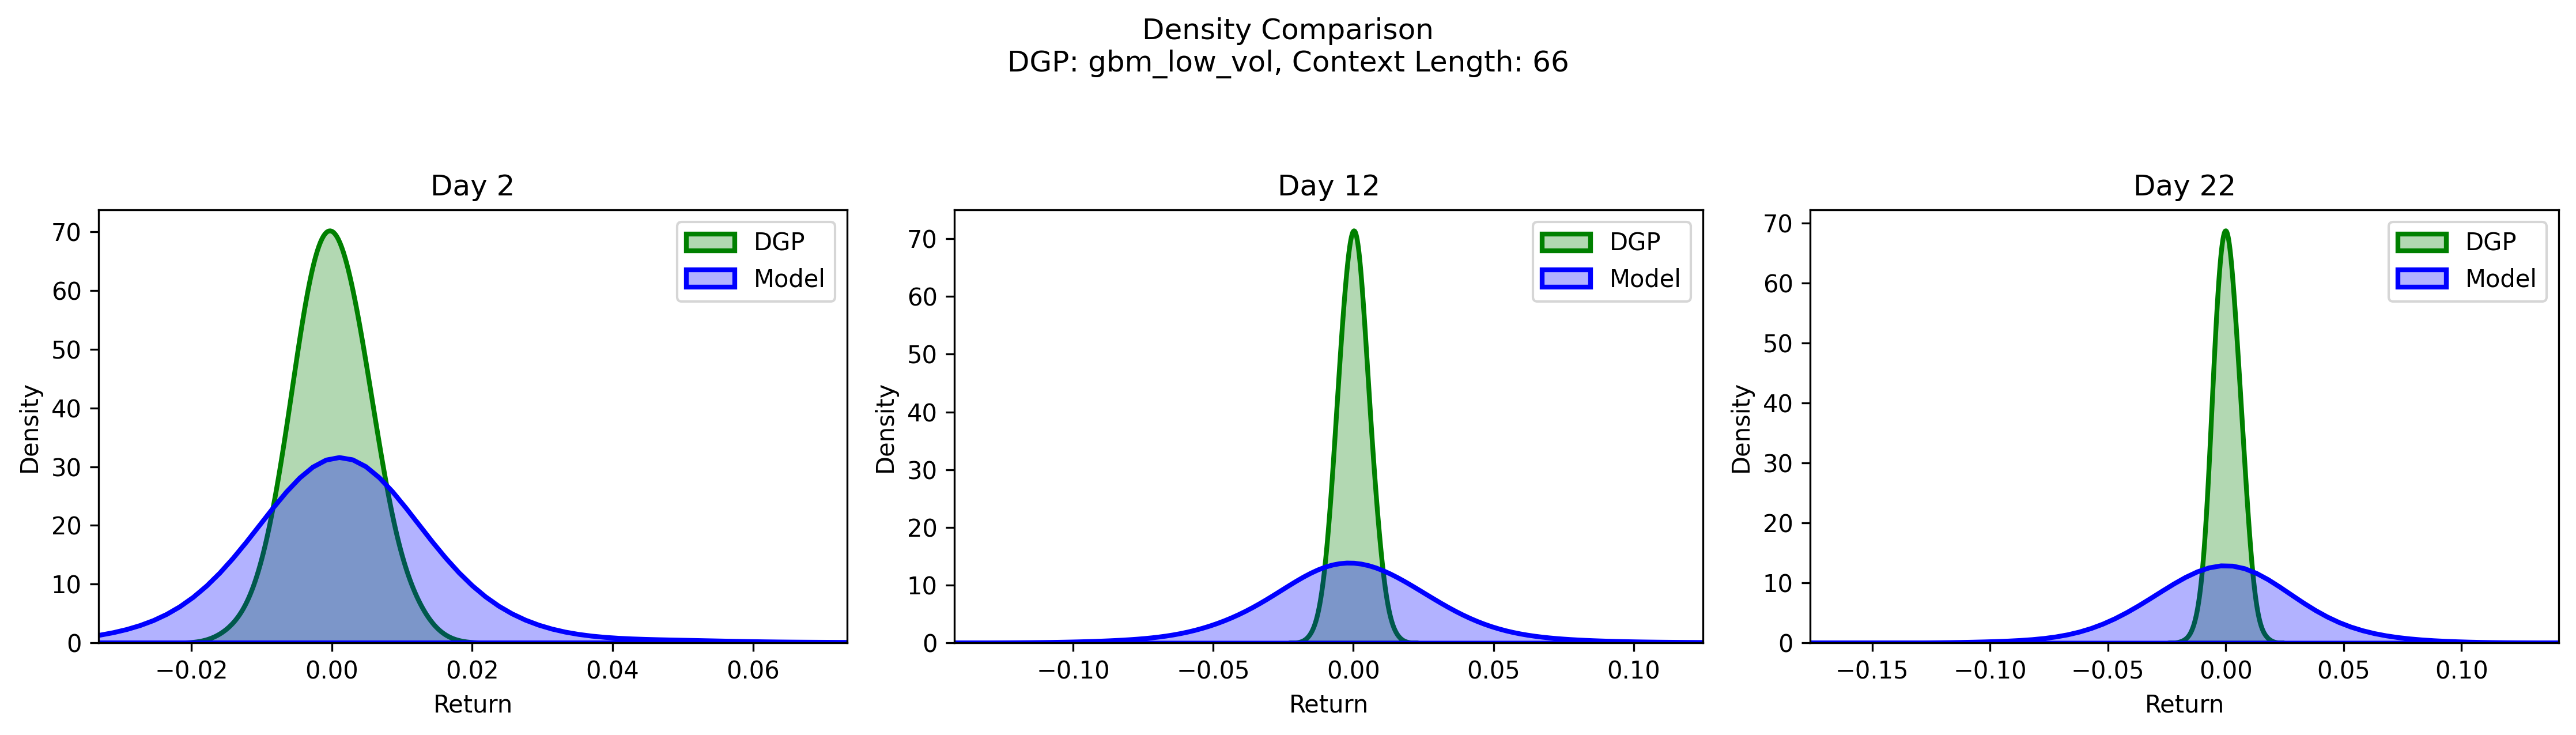 Density Comparison
DGP: gbm_low_vol, Context Length: 66
Day 2
70
60
50
40
30
20
10
0
Density
−0.02
0.00
0.02
0.04
0.06
Return
DGP
Model
Day 12
70
60
50
40
30
20
10
0
Density
−0.10
−0.05
0.00
0.05
0.10
Return
DGP
Model
Day 22
70
60
50
40
30
20
10
0
Density
−0.15
−0.10
−0.05
0.00
0.05
0.10
Return
DGP
Model